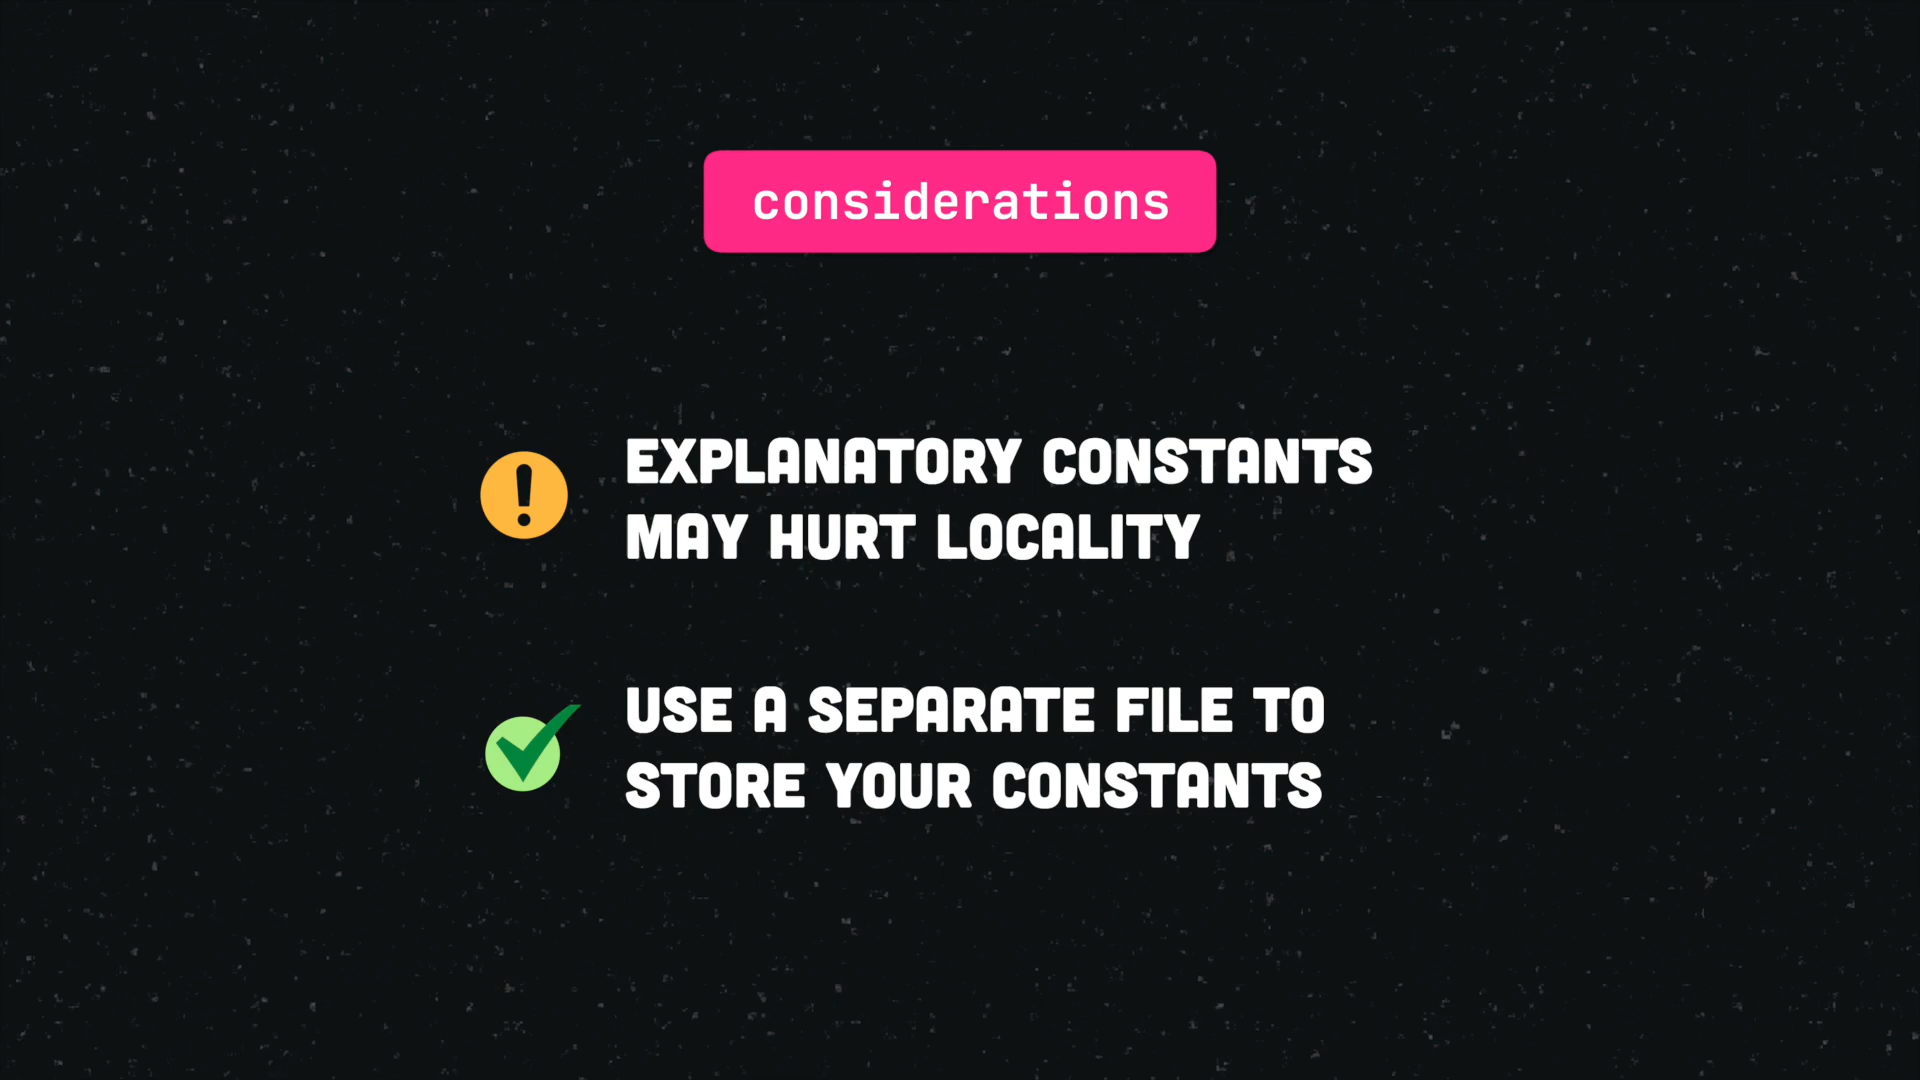 considerations
EXPLANATORY CONSTANTS
MAY HURT LOCALITY
USE A SEPARATE FILE TO
STORE YOUR CONSTANTS